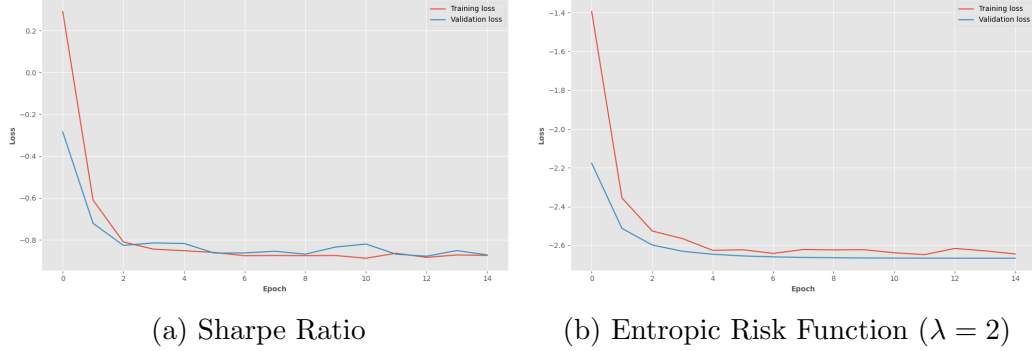 Training loss
Validation loss
0.2
0.0
−0.2
−0.4
−0.6
−0.8
Loss
0 2 4 6 8 10 12 14
Epoch
(a) Sharpe Ratio
Training loss
Validation loss
−1.4
−1.6
−1.8
−2.0
−2.2
−2.4
−2.6
Loss
0 2 4 6 8 10 12 14
Epoch
(b) Entropic Risk Function (λ = 2)